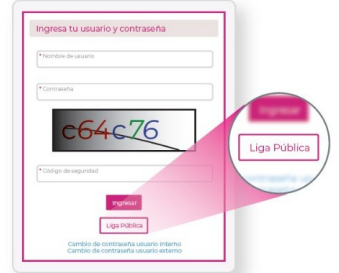 Ingresa tu usuario y contraseña
* Nombre de usuario
* Contraseña
c64c76
* Código de seguridad
Ingresar
Liga Pública
Cambio de contraseña usuario interno
Cambio de contraseña usuario externo
Ingresar
Liga Pública